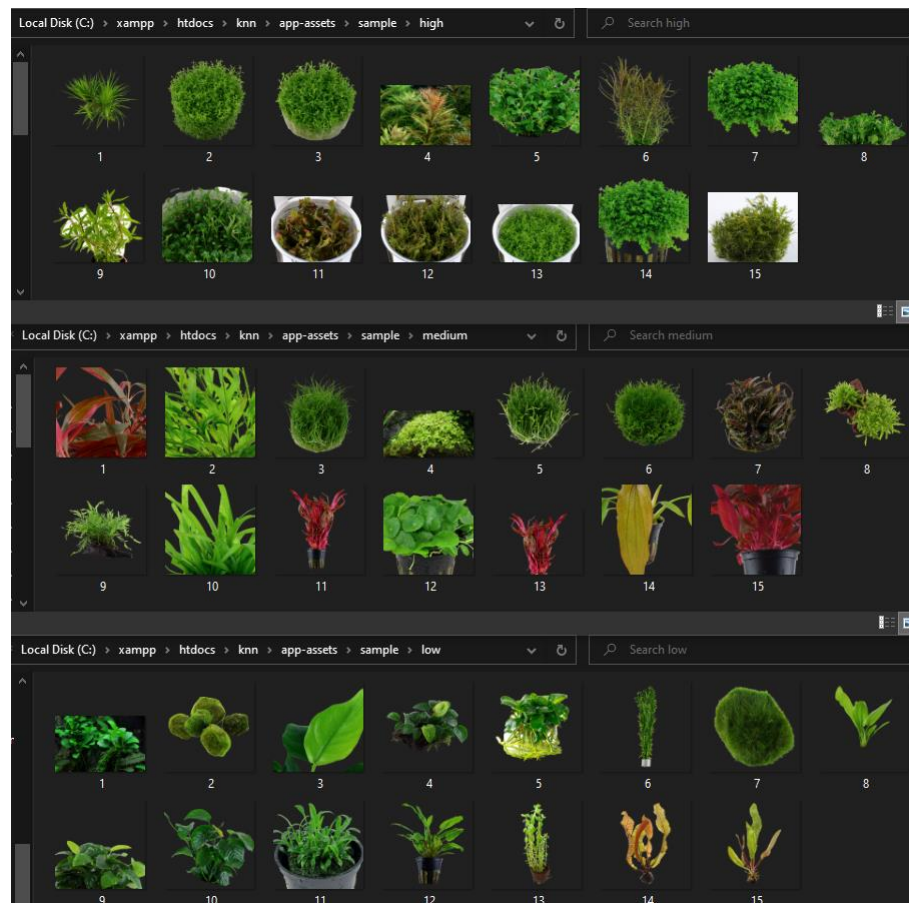 Local Disk (C:) › xampp › htdocs › knn › app-assets › sample › high Search high
1 2 3 4 5 6 7 8
9 10 11 12 13 14 15
Local Disk (C:) › xampp › htdocs › knn › app-assets › sample › medium Search medium
1 2 3 4 5 6 7 8
9 10 11 12 13 14 15
Local Disk (C:) › xampp › htdocs › knn › app-assets › sample › low Search low
1 2 3 4 5 6 7 8
9 10 11 12 13 14 15